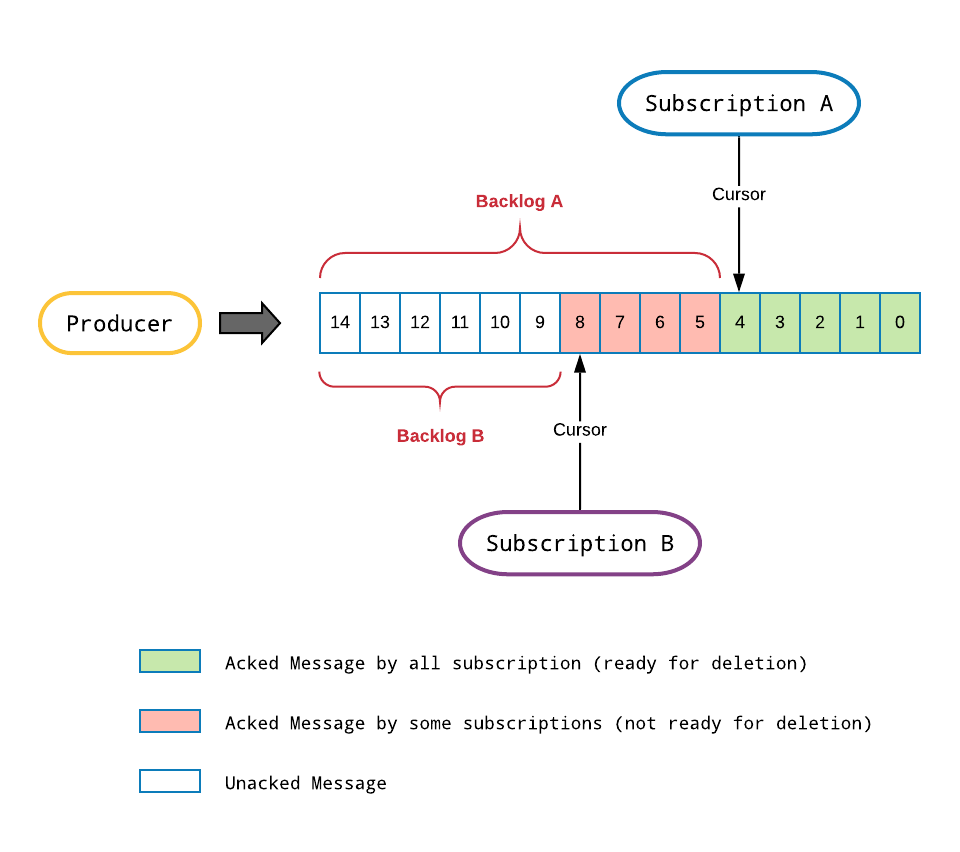 Subscription A
Cursor
Backlog A
Producer
14 13 12 11 10 9 8 7 6 5 4 3 2 1 0
Backlog B
Cursor
Subscription B
Acked Message by all subscription (ready for deletion)
Acked Message by some subscriptions (not ready for deletion)
Unacked Message